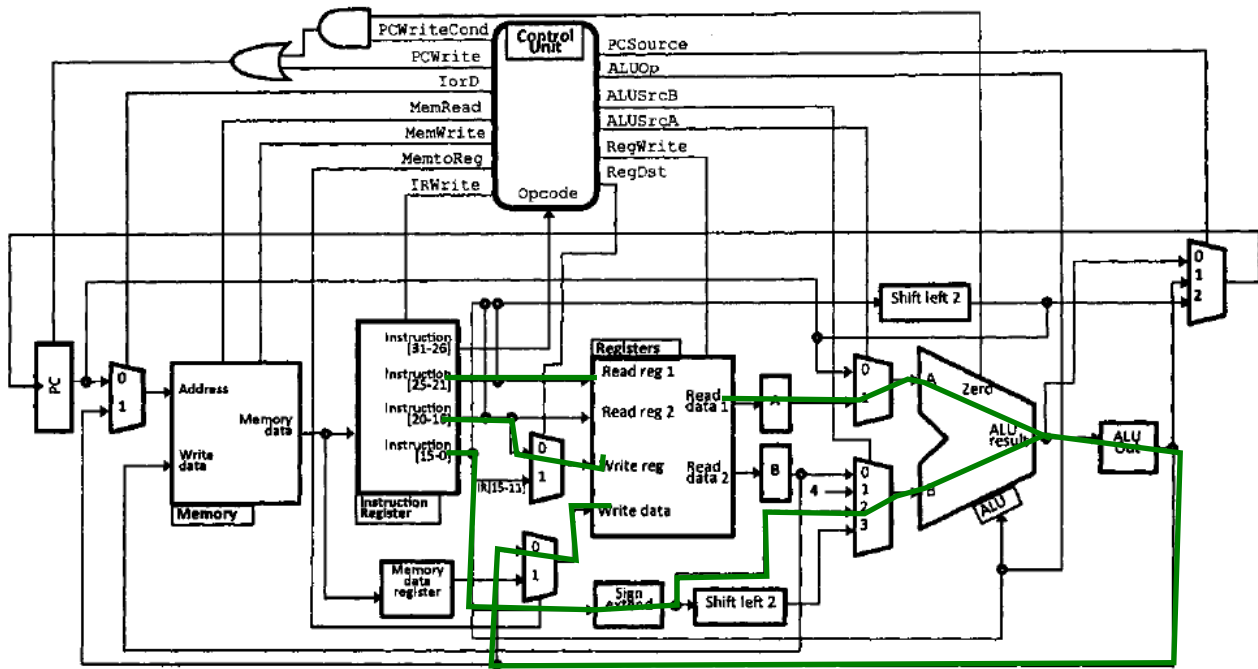 PCWriteCond
PCWrite
IorD
MemRead
MemWrite
MemtoReg
IRWrite
Control
Unit
Opcode
PCSource
ALUOp
ALUSrcB
ALUSrcA
RegWrite
RegDst
0
1
2
Shift left 2
PC
0
1
Address
Memory
data
Write
data
Memory
Instruction
[31-26]
Instruction
[25-21]
Instruction
[20-16]
Instruction
[15-0]
Instruction
Register
Registers
Read reg 1
Read reg 2
Write reg
Write data
Read
data 1
Read
data 2
0
1
IR[15-11]
0
1
Memory
data
register
Sign
extend
Shift left 2
A
B
0
1
4
0
1
2
3
A
B
Zero
ALU
result
ALU
ALU
Out